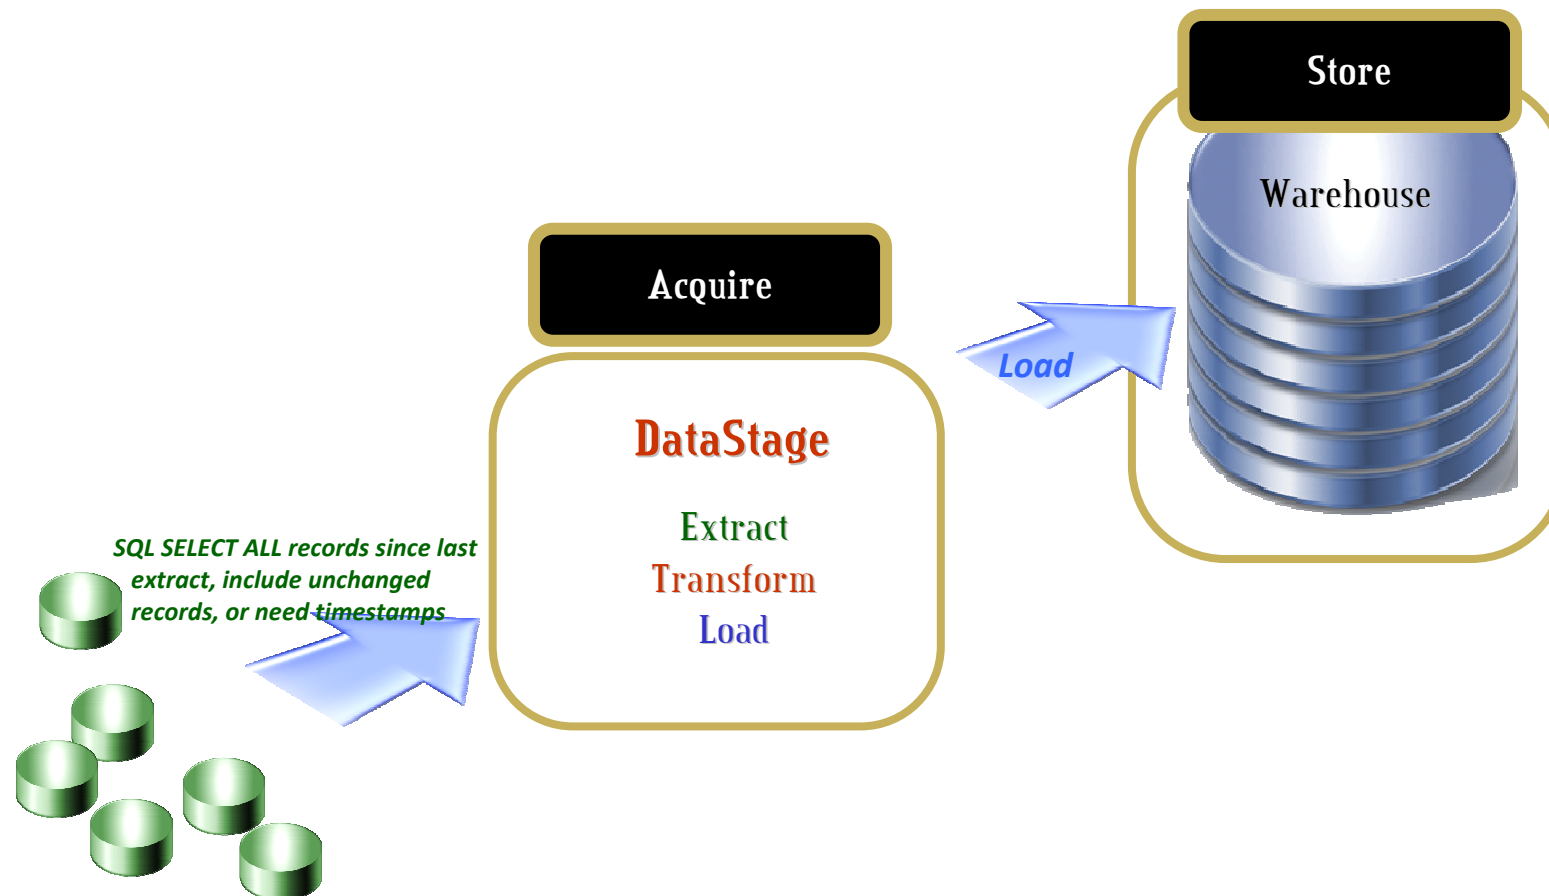 Store
Warehouse
Acquire
Load
DataStage
Extract
Transform
Load
SQL SELECT ALL records since last
extract, include unchanged
records, or need timestamps